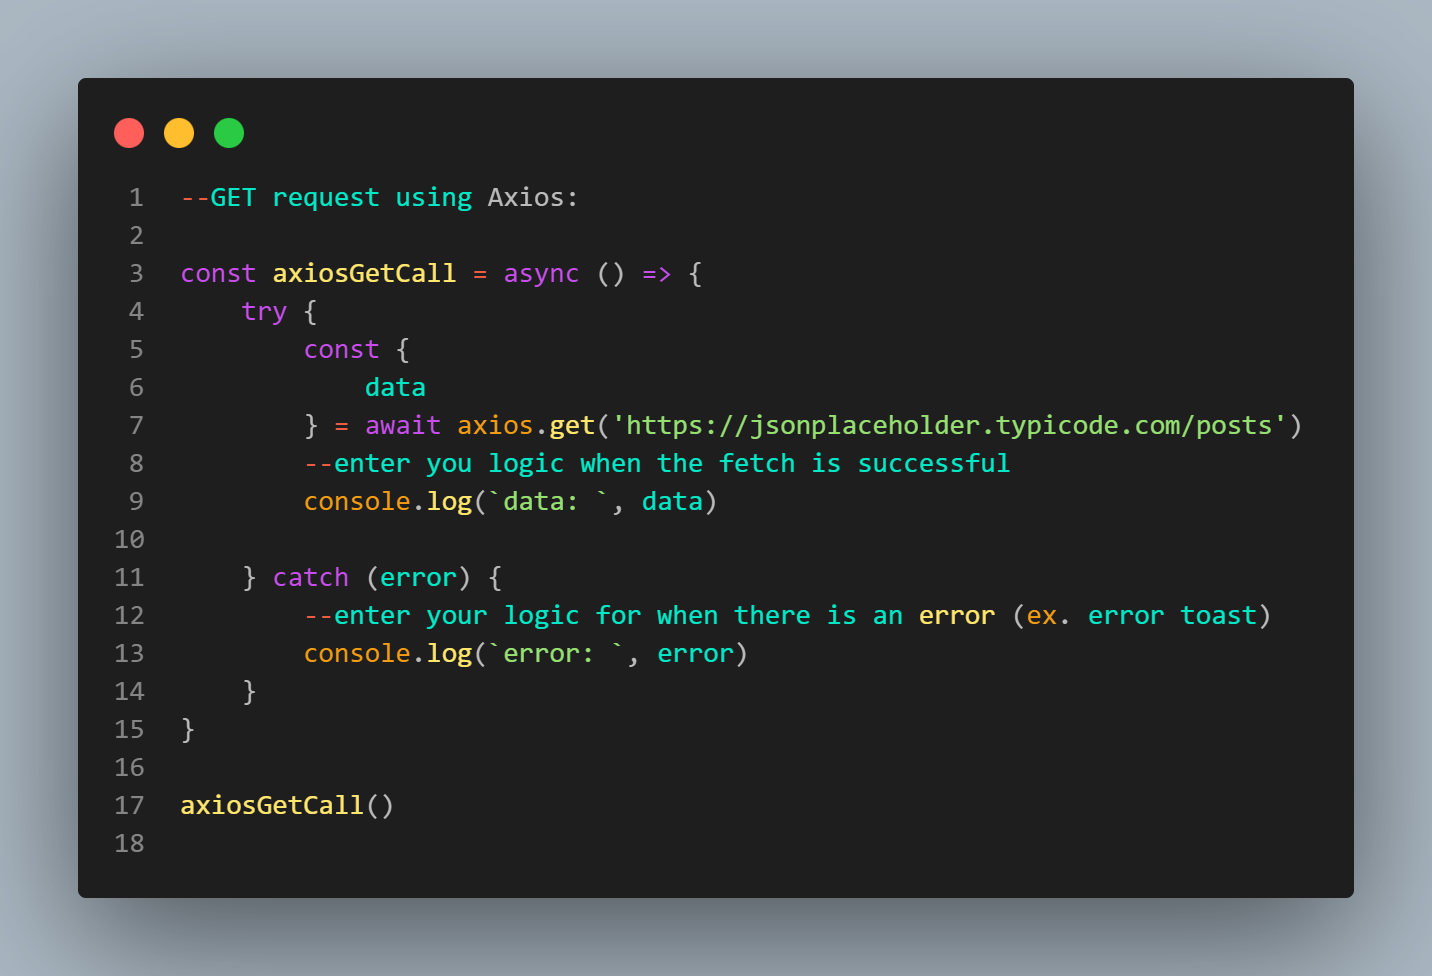 1 --GET request using Axios:
2
3 const axiosGetCall = async () => {
4     try {
5         const {
6             data
7         } = await axios.get('https://jsonplaceholder.typicode.com/posts')
8         --enter you logic when the fetch is successful
9         console.log(`data: `, data)
10
11     } catch (error) {
12         --enter your logic for when there is an error (ex. error toast)
13         console.log(`error: `, error)
14     }
15 }
16
17 axiosGetCall()
18